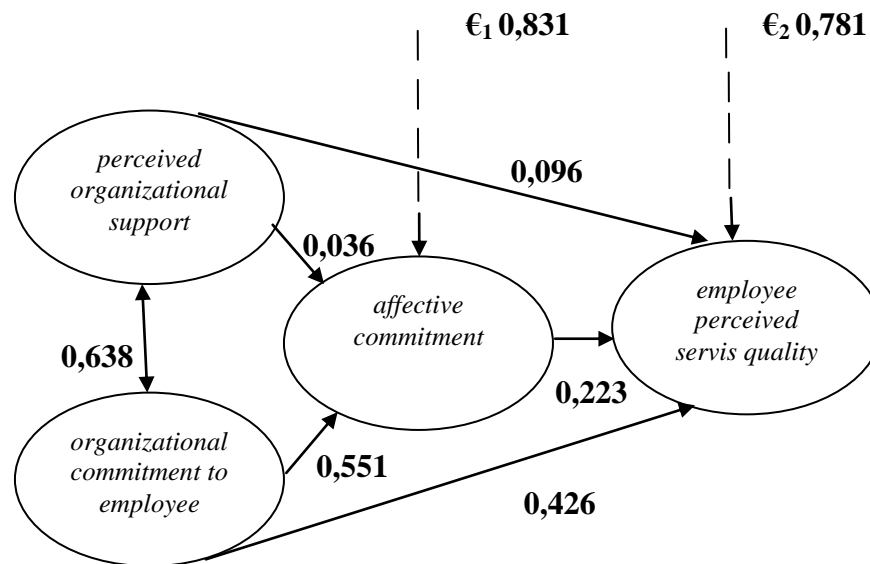 €₁ 0,831
€₂ 0,781
perceived
organizational
support
0,096
0,036
affective
commitment
employee
perceived
servis quality
0,638
0,223
organizational
commitment to
employee
0,551
0,426